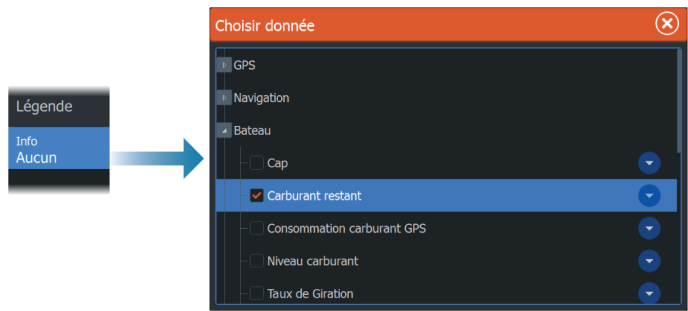 Légende
Info
Aucun
Choisir donnée
GPS
Navigation
Bateau
Cap
Carburant restant
Consommation carburant GPS
Niveau carburant
Taux de Giration